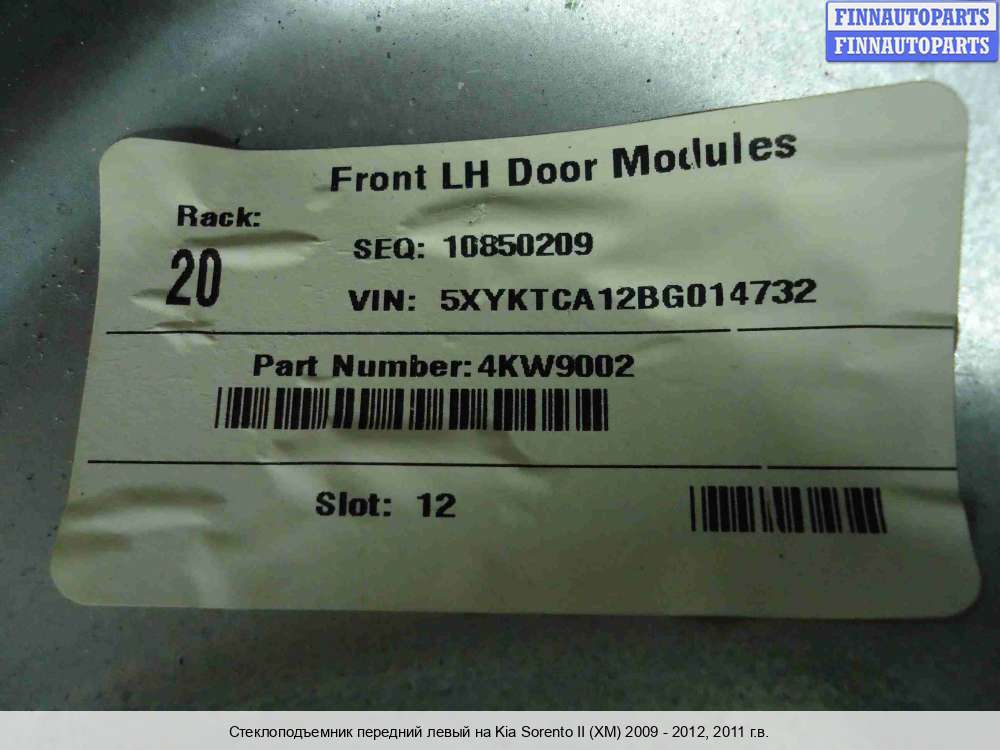 FINNAUTOPARTS
FINNAUTOPARTS
Front LH Door Modules
Rack:
20
SEQ: 10850209
VIN: 5XYKTCA12BG014732
Part Number:4KW9002
Slot: 12
Стеклоподъемник передний левый на Kia Sorento II (XM) 2009 - 2012, 2011 г.в.